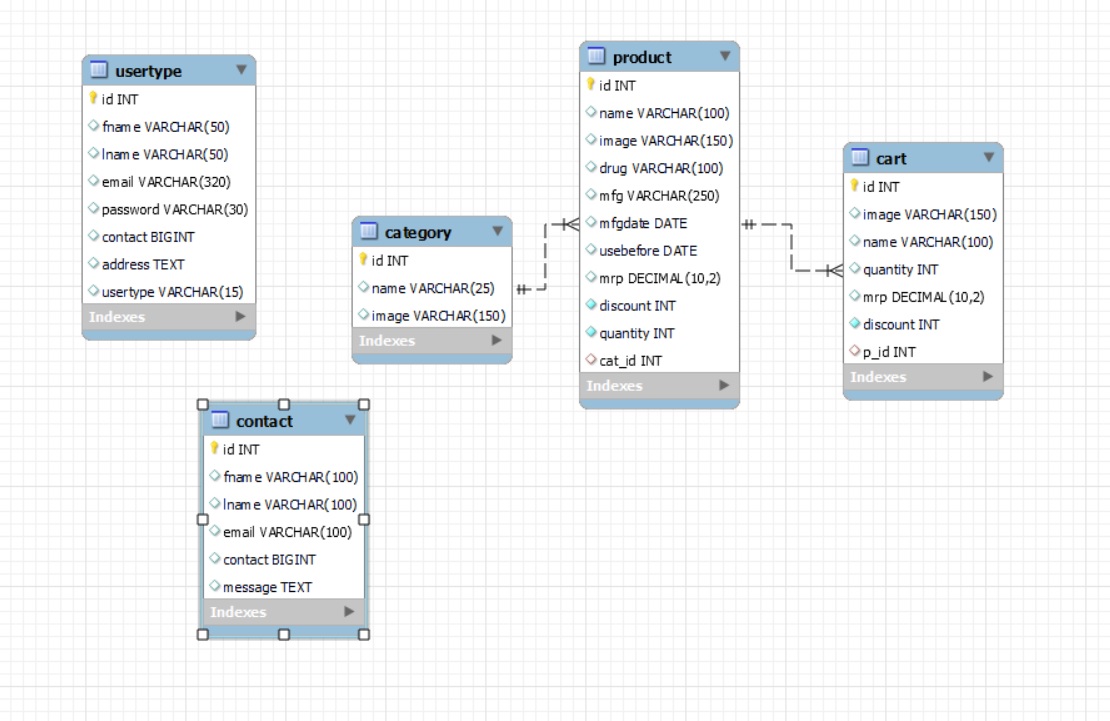 usertype
id INT
fname VARCHAR(50)
lname VARCHAR(50)
email VARCHAR(320)
password VARCHAR(30)
contact BIGINT
address TEXT
usertype VARCHAR(15)
Indexes
category
id INT
name VARCHAR(25)
image VARCHAR(150)
Indexes
product
id INT
name VARCHAR(100)
image VARCHAR(150)
drug VARCHAR(100)
mfg VARCHAR(250)
mfgdate DATE
usebefore DATE
mrp DECIMAL(10,2)
discount INT
quantity INT
cat_id INT
Indexes
cart
id INT
image VARCHAR(150)
name VARCHAR(100)
quantity INT
mrp DECIMAL(10,2)
discount INT
p_id INT
Indexes
contact
id INT
fname VARCHAR(100)
lname VARCHAR(100)
email VARCHAR(100)
contact BIGINT
message TEXT
Indexes